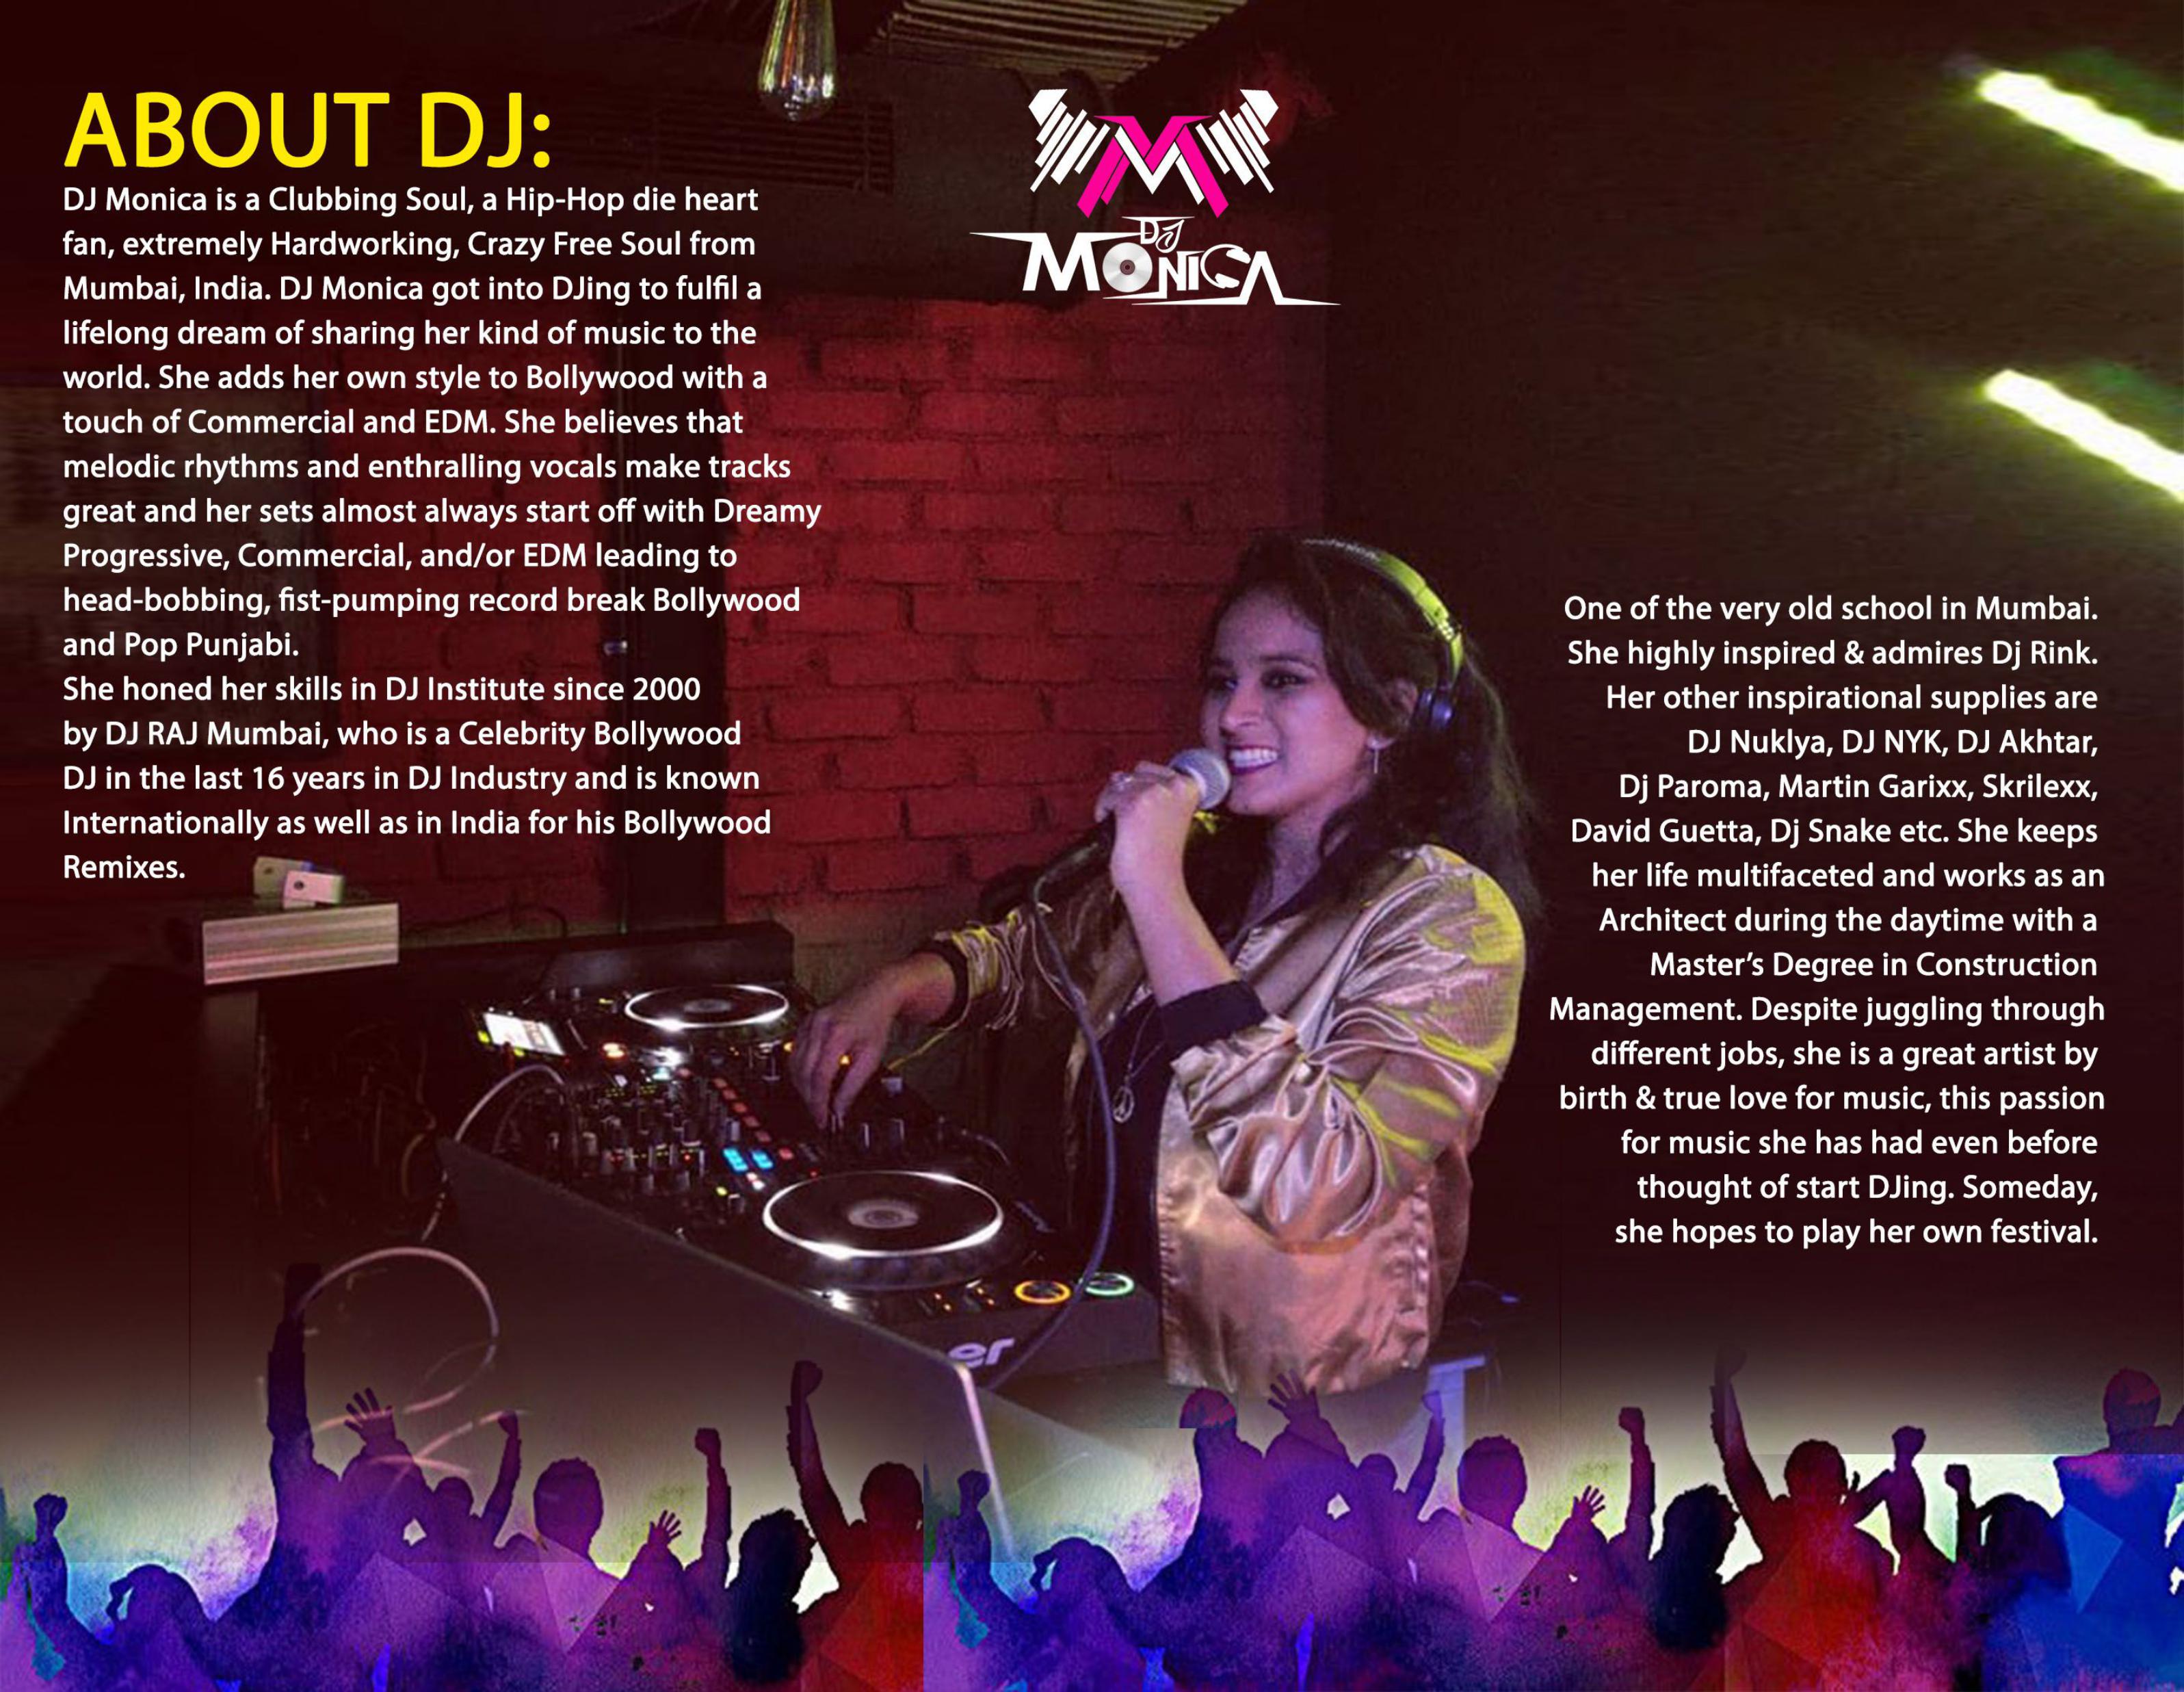 ABOUT DJ:
DJ Monica is a Clubbing Soul, a Hip-Hop die heart
fan, extremely Hardworking, Crazy Free Soul from
Mumbai, India. DJ Monica got into DJing to fulfil a
lifelong dream of sharing her kind of music to the
world. She adds her own style to Bollywood with a
touch of Commercial and EDM. She believes that
melodic rhythms and enthralling vocals make tracks
great and her sets almost always start off with Dreamy
Progressive, Commercial, and/or EDM leading to
head-bobbing, fist-pumping record break Bollywood
and Pop Punjabi.
She honed her skills in DJ Institute since 2000
by DJ RAJ Mumbai, who is a Celebrity Bollywood
DJ in the last 16 years in DJ Industry and is known
Internationally as well as in India for his Bollywood
Remixes.
M
DJ
MONICA
One of the very old school in Mumbai.
She highly inspired & admires Dj Rink.
Her other inspirational supplies are
DJ Nuklya, DJ NYK, DJ Akhtar,
Dj Paroma, Martin Garixx, Skrilexx,
David Guetta, Dj Snake etc. She keeps
her life multifaceted and works as an
Architect during the daytime with a
Master’s Degree in Construction
Management. Despite juggling through
different jobs, she is a great artist by
birth & true love for music, this passion
for music she has had even before
thought of start DJing. Someday,
she hopes to play her own festival.
er